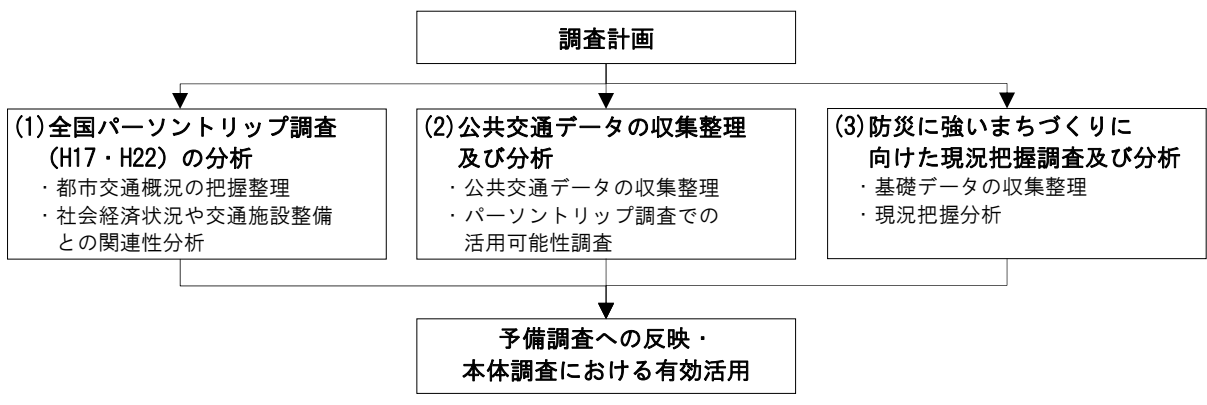 調査計画
(1)全国パーソントリップ調査
(H17・H22）の分析
・都市交通概況の把握整理
・社会経済状況や交通施設整備
との関連性分析
(2)公共交通データの収集整理
及び分析
・公共交通データの収集整理
・パーソントリップ調査での
活用可能性調査
(3)防災に強いまちづくりに
向けた現況把握調査及び分析
・基礎データの収集整理
・現況把握分析
予備調査への反映・
本体調査における有効活用